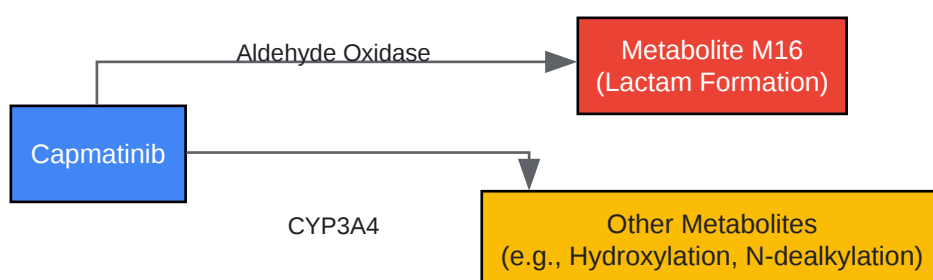 Aldehyde Oxidase
Metabolite M16
(Lactam Formation)
Capmatinib
CYP3A4
Other Metabolites
(e.g., Hydroxylation, N-dealkylation)